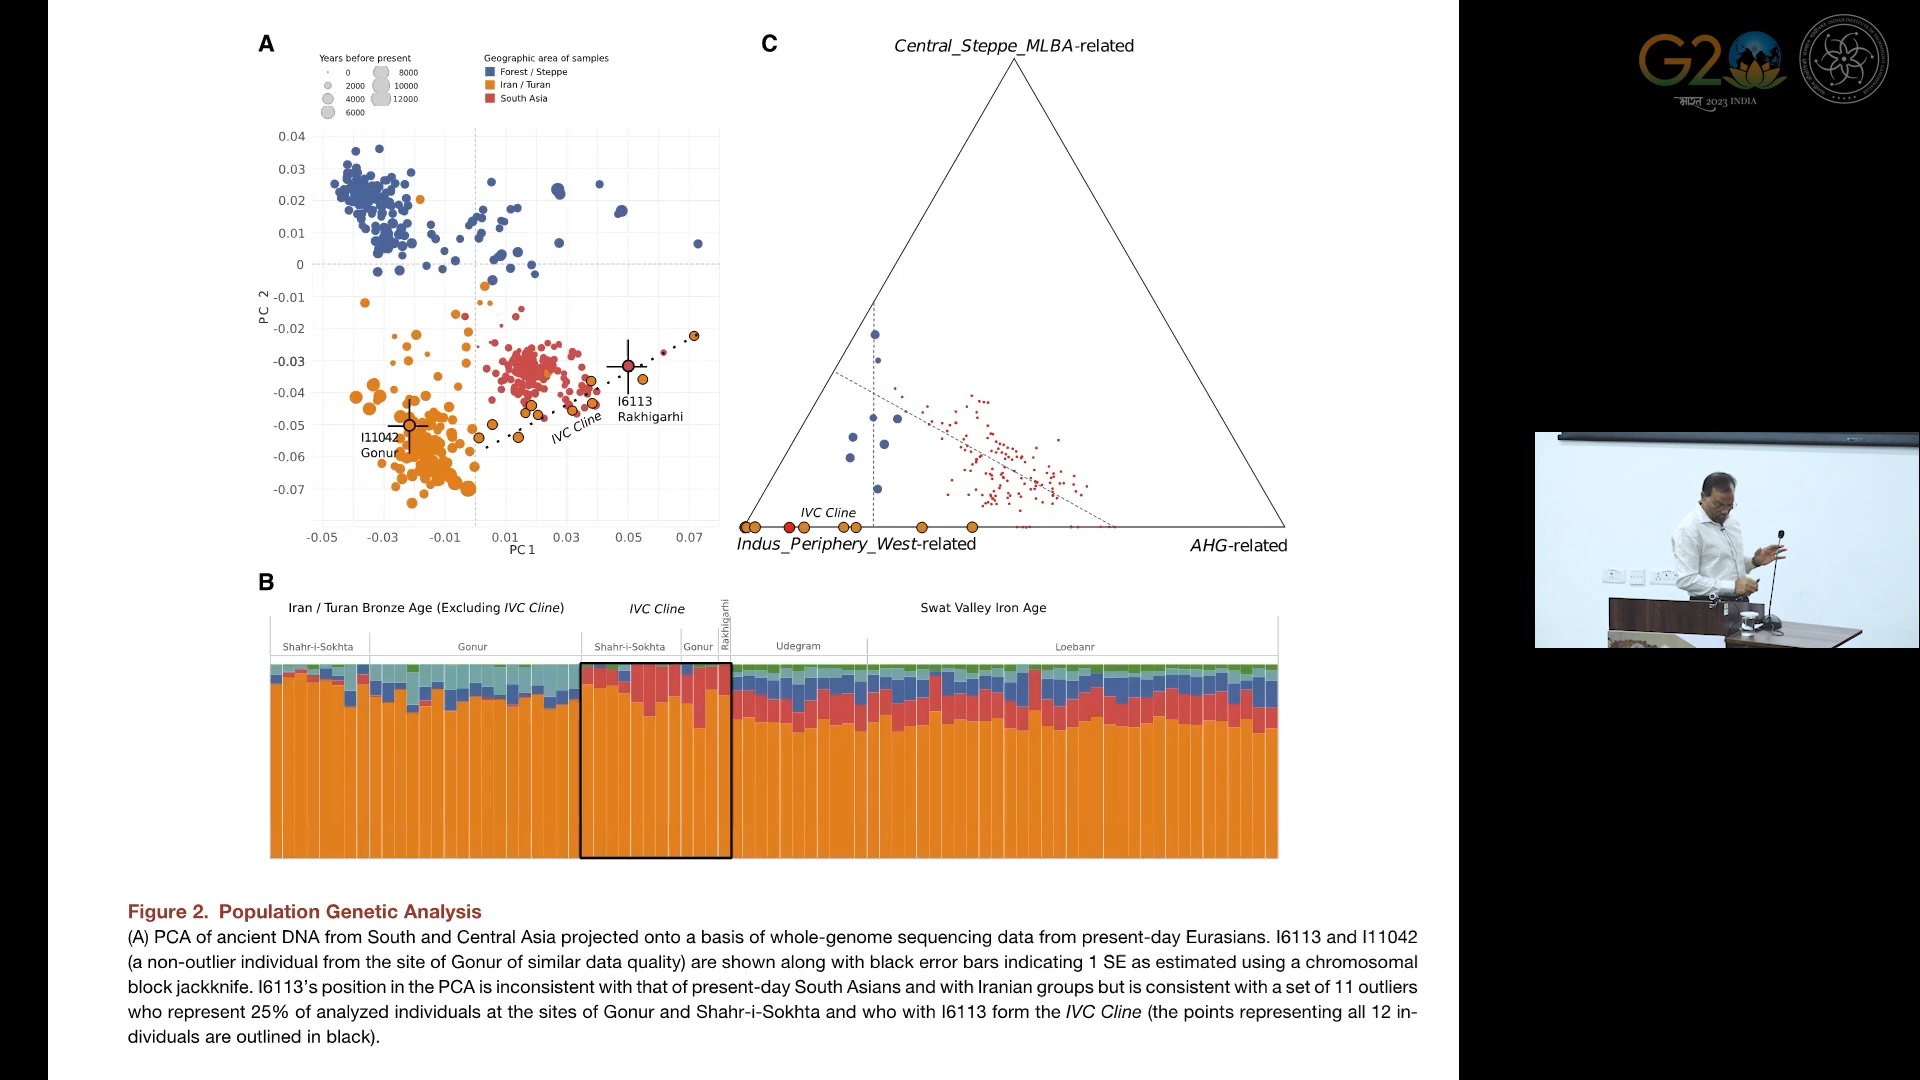 A
Years before present
0
2000
4000
6000
8000
10000
12000
Geographic area of samples
Forest / Steppe
Iran / Turan
South Asia
PC 2
0.04
0.03
0.02
0.01
0
-0.01
-0.02
-0.03
-0.04
-0.05
-0.06
-0.07
I11042
Gonur
IVC Cline
I6113
Rakhigarhi
-0.05 -0.03 -0.01 0.01 0.03 0.05 0.07
PC 1
C
Central_Steppe_MLBA-related
IVC Cline
Indus_Periphery_West-related
AHG-related
B
Iran / Turan Bronze Age (Excluding IVC Cline)
IVC Cline
Swat Valley Iron Age
Shahr-i-Sokhta
Gonur
Shahr-i-Sokhta
Gonur
Rakhigarhi
Udegram
Loebanr
Figure 2. Population Genetic Analysis
(A) PCA of ancient DNA from South and Central Asia projected onto a basis of whole-genome sequencing data from present-day Eurasians. I6113 and I11042
(a non-outlier individual from the site of Gonur of similar data quality) are shown along with black error bars indicating 1 SE as estimated using a chromosomal
block jackknife. I6113's position in the PCA is inconsistent with that of present-day South Asians and with Iranian groups but is consistent with a set of 11 outliers
who represent 25% of analyzed individuals at the sites of Gonur and Shahr-i-Sokhta and who with I6113 form the IVC Cline (the points representing all 12 in-
dividuals are outlined in black).
G2
भारत 2023 INDIA